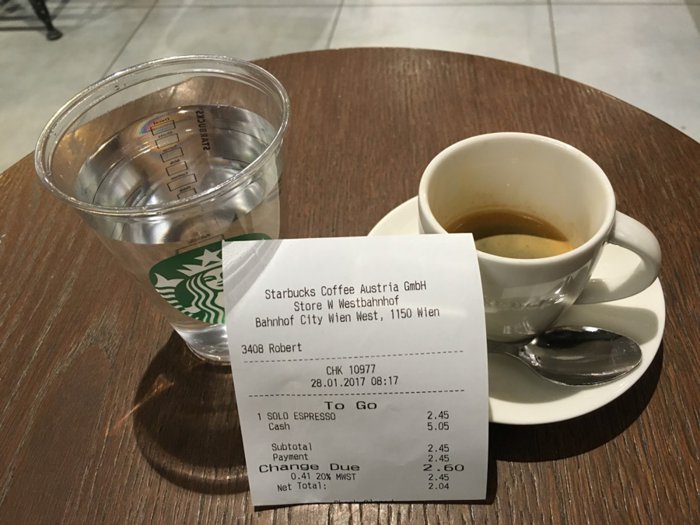 STARBUCKS
Starbucks Coffee Austria GmbH
Store W Westbahnhof
Bahnhof City Wien West, 1150 Wien
3408 Robert
CHK 10977
28.01.2017 08:17
To Go
1 SOLO ESPRESSO 2.45
Cash 5.05
Subtotal 2.45
Payment 2.45
Change Due 2.60
0.41 20% MWST 2.45
Net Total: 2.04